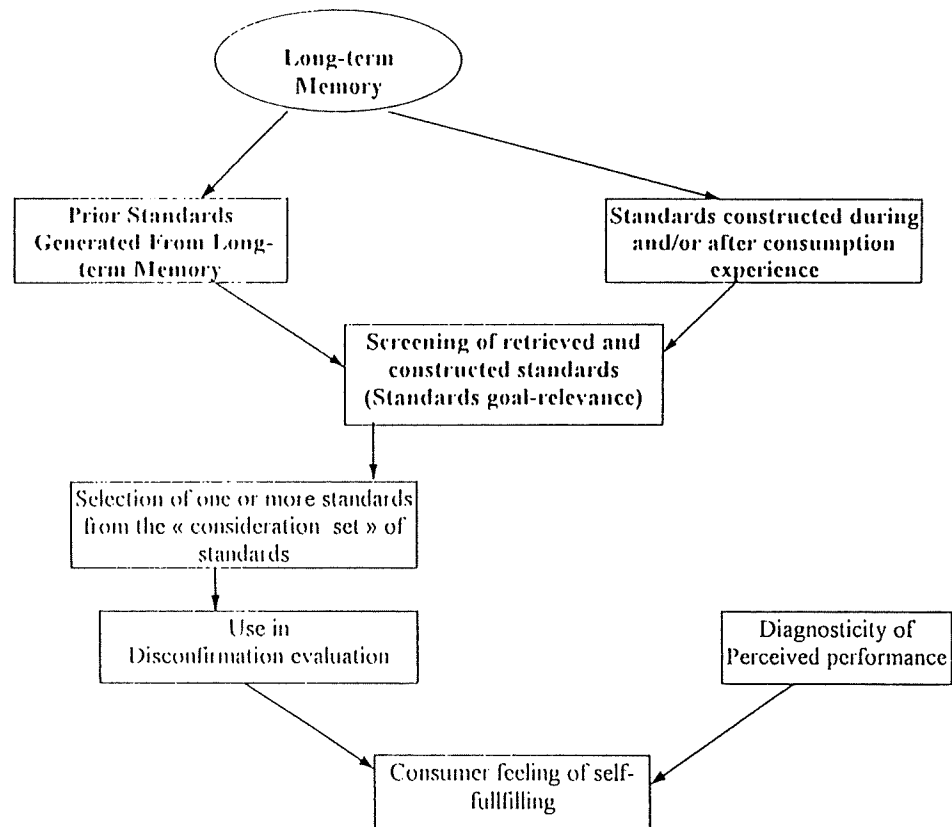 Long-term
Memory
Prior Standards
Generated From Long-
term Memory
Standards constructed during
and/or after consumption
experience
Screening of retrieved and
constructed standards
(Standards goal-relevance)
Selection of one or more standards
from the « consideration set » of
standards
Use in
Disconfirmation evaluation
Diagnosticity of
Perceived performance
Consumer feeling of self-
fullfilling